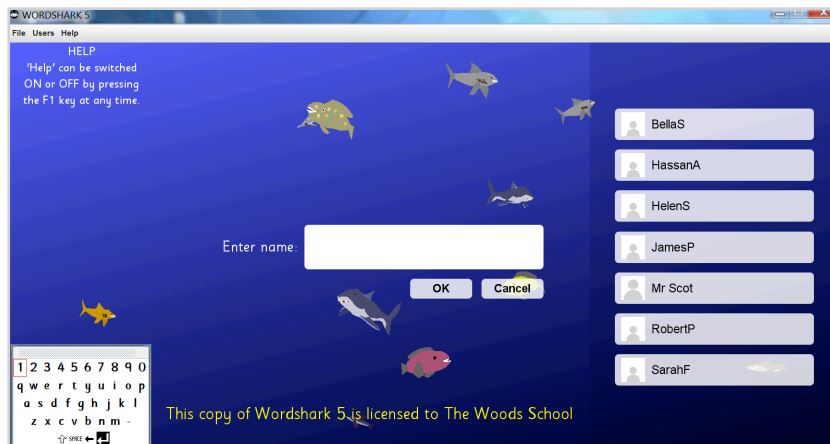 WORDSHARK 5
File Users Help
HELP
'Help' can be switched
ON or OFF by pressing
the F1 key at any time.
BellaS
HassanA
HelenS
Enter name:
JamesP
OK Cancel
Mr Scot
RobertP
SarahF
1 2 3 4 5 6 7 8 9 0
q w e r t y u i o p
a s d f g h j k l
z x c v b n m -
SPACE
This copy of Wordshark 5 is licensed to The Woods School